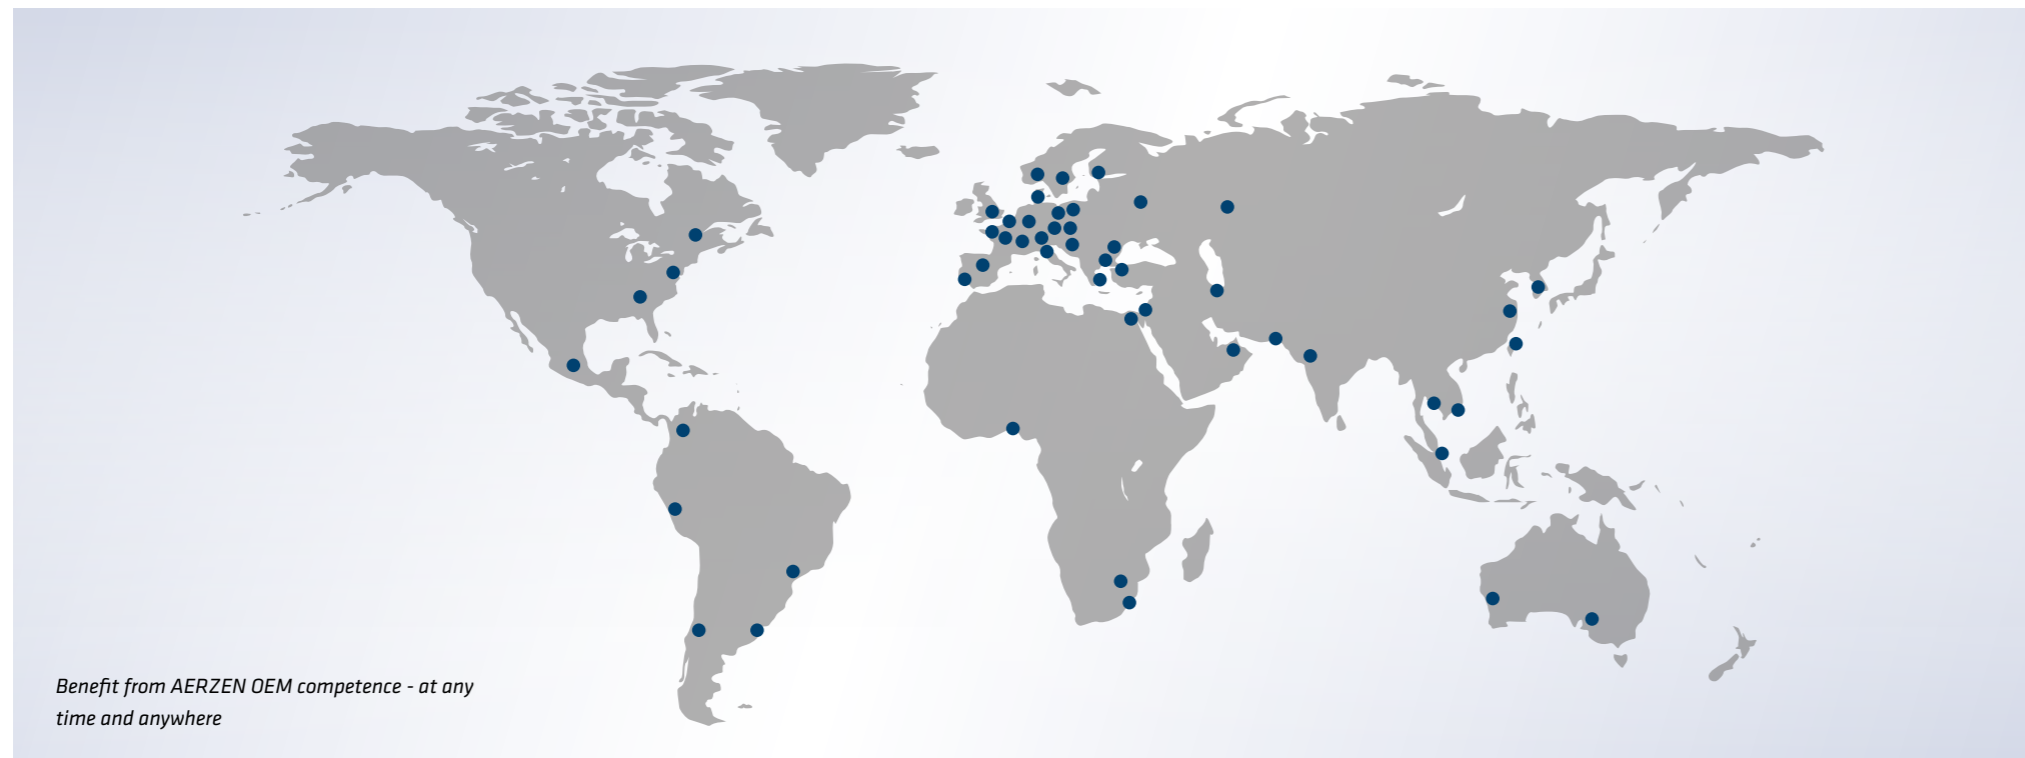 Benefit from AERZEN OEM competence - at any
time and anywhere